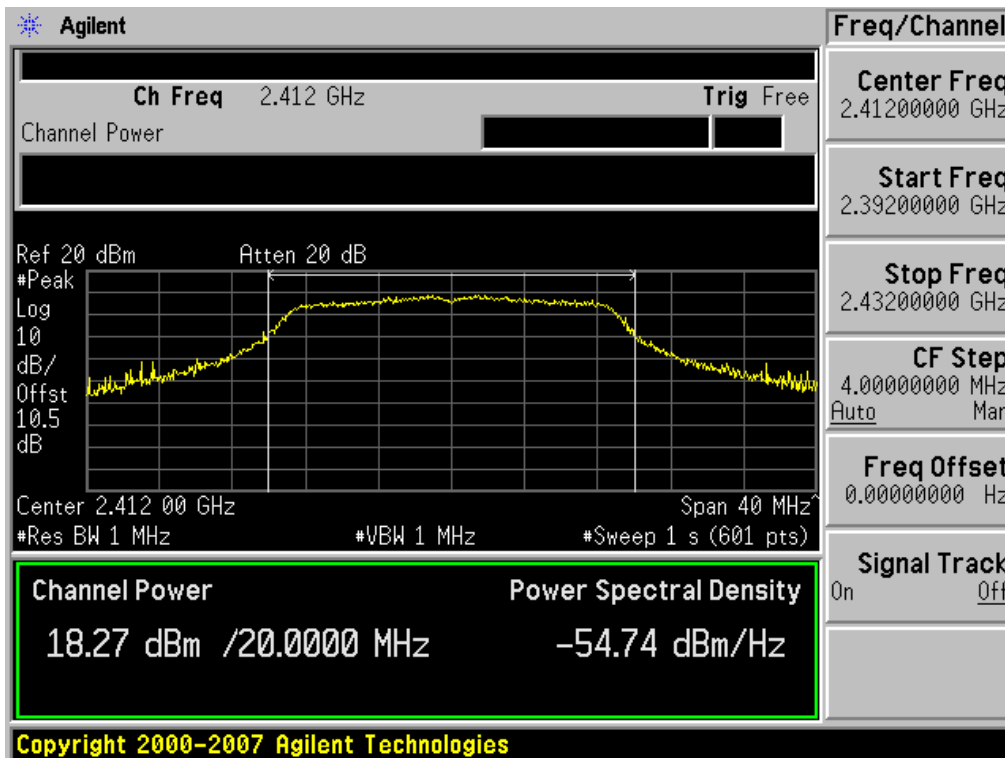 Agilent
Freq/Channel
Ch Freq 2.412 GHz Trig Free
Channel Power
Center Freq
2.41200000 GHz
Start Freq
2.39200000 GHz
Stop Freq
2.43200000 GHz
CF Step
4.00000000 MHz
Auto Man
Freq Offset
0.00000000 Hz
Signal Track
On Off
Ref 20 dBm Atten 20 dB
#Peak
Log
10
dB/
Offst
10.5
dB
Center 2.412 00 GHz Span 40 MHz^
#Res BW 1 MHz #VBW 1 MHz #Sweep 1 s (601 pts)
Channel Power Power Spectral Density
18.27 dBm /20.0000 MHz -54.74 dBm/Hz
Copyright 2000-2007 Agilent Technologies